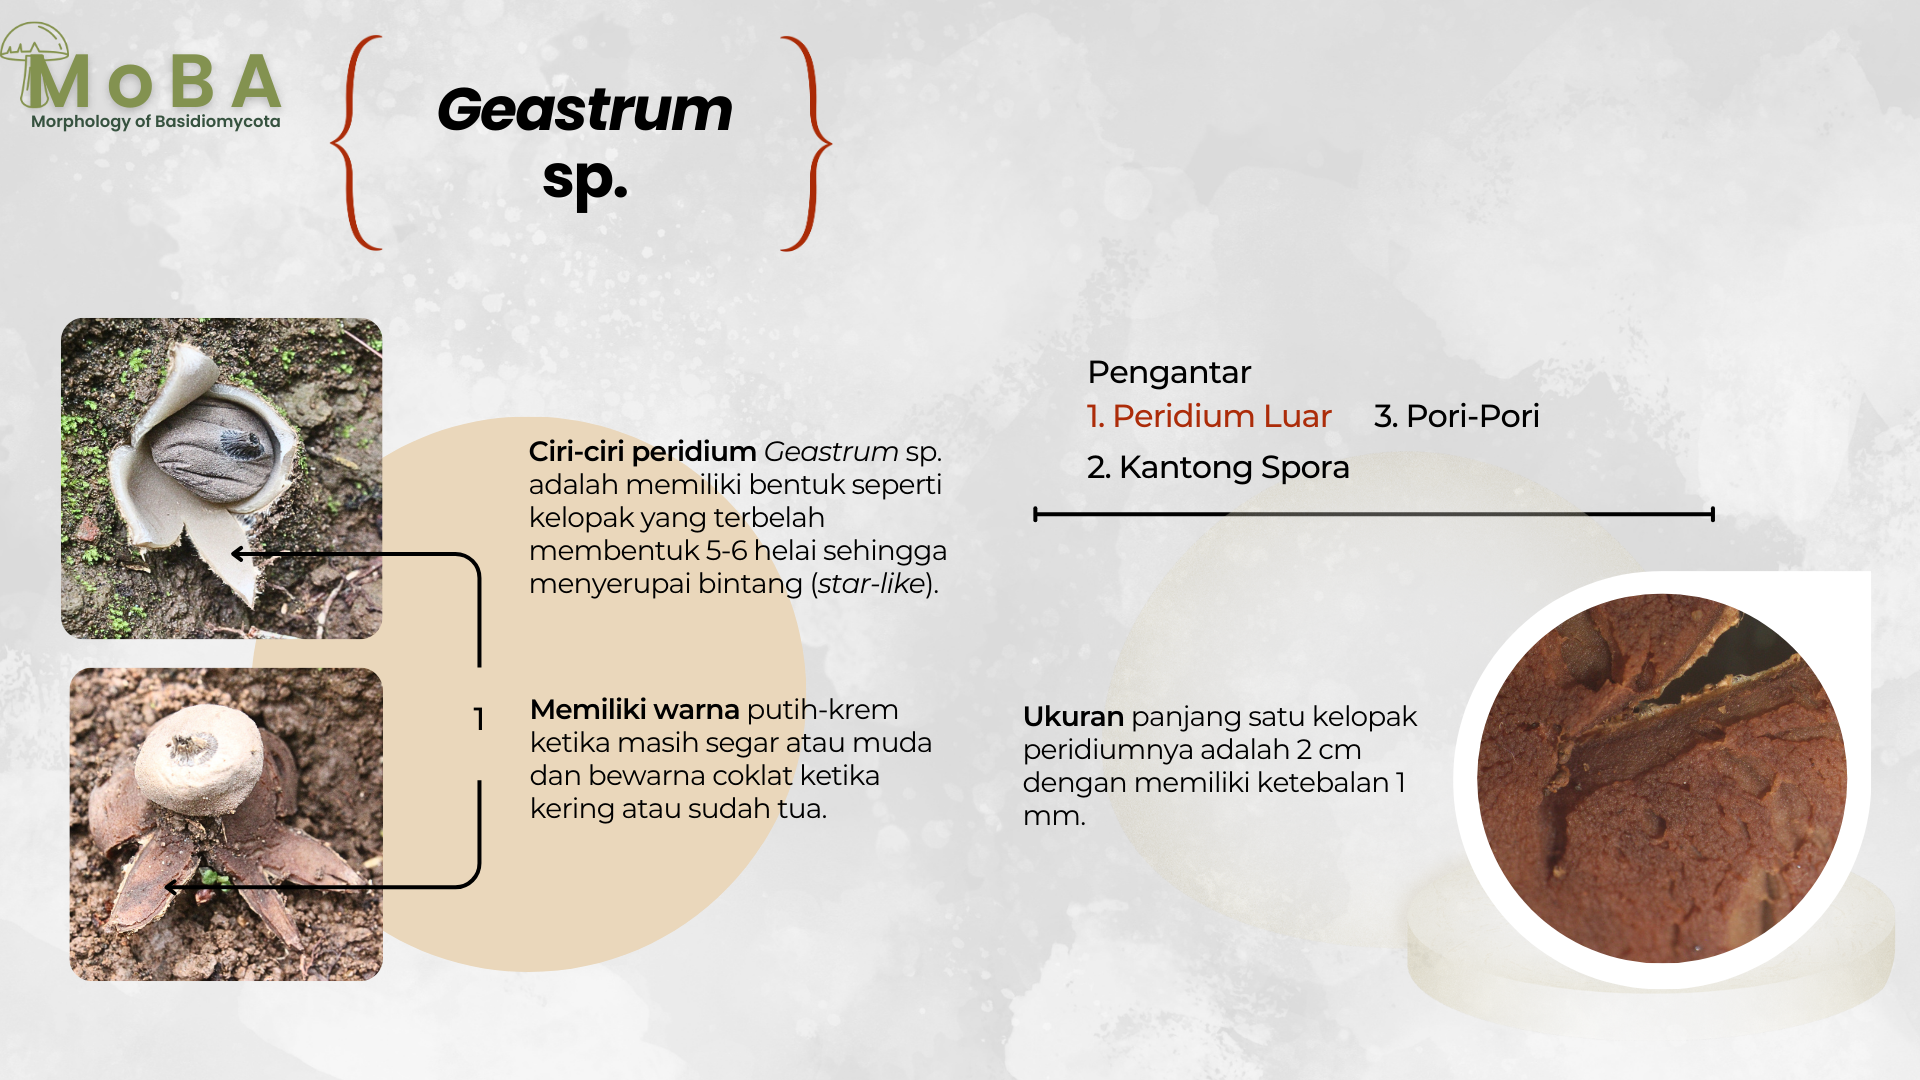 MoBA
Morphology of Basidiomycota
Geastrum
sp.
Ciri-ciri peridium Geastrum sp.
adalah memiliki bentuk seperti
kelopak yang terbelah
membentuk 5-6 helai sehingga
menyerupai bintang (star-like).
1
Memiliki warna putih-krem
ketika masih segar atau muda
dan bewarna coklat ketika
kering atau sudah tua.
Pengantar
1. Peridium Luar 3. Pori-Pori
2. Kantong Spora
Ukuran panjang satu kelopak
peridiumnya adalah 2 cm
dengan memiliki ketebalan 1
mm.